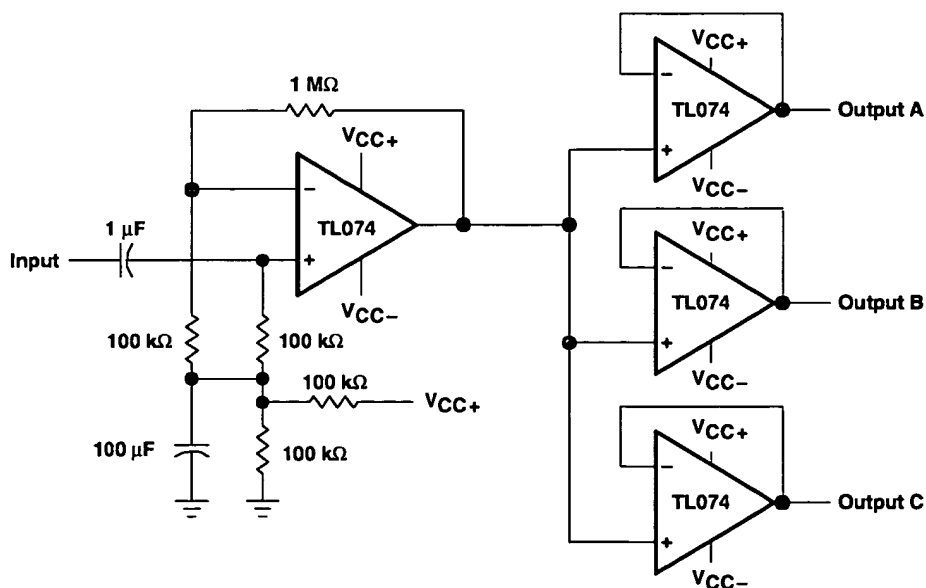 1 MΩ
VCC+
TL074
VCC−
1 µF
Input
100 kΩ
100 kΩ
100 kΩ
VCC+
100 µF
100 kΩ
VCC+
TL074
Output A
VCC−
VCC+
TL074
Output B
VCC−
VCC+
TL074
Output C
VCC−
−
+
−
+
−
+
−
+